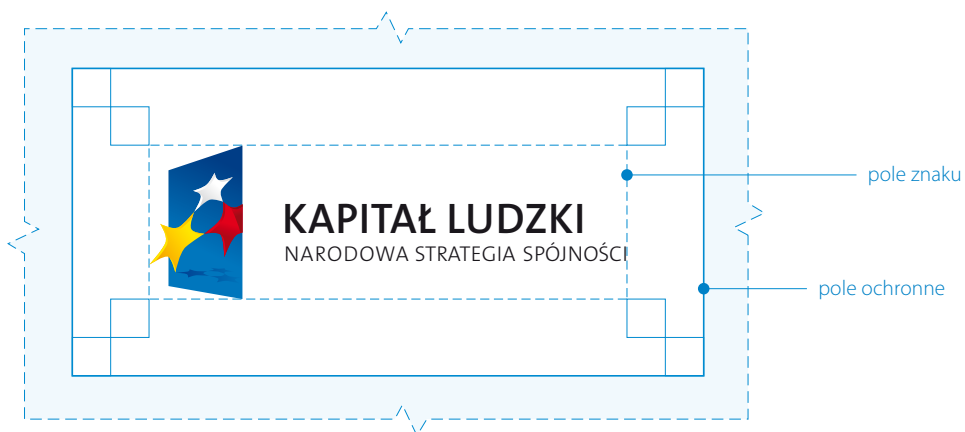 pole znaku
KAPITAŁ LUDZKI
NARODOWA STRATEGIA SPÓJNOŚCI
pole ochronne